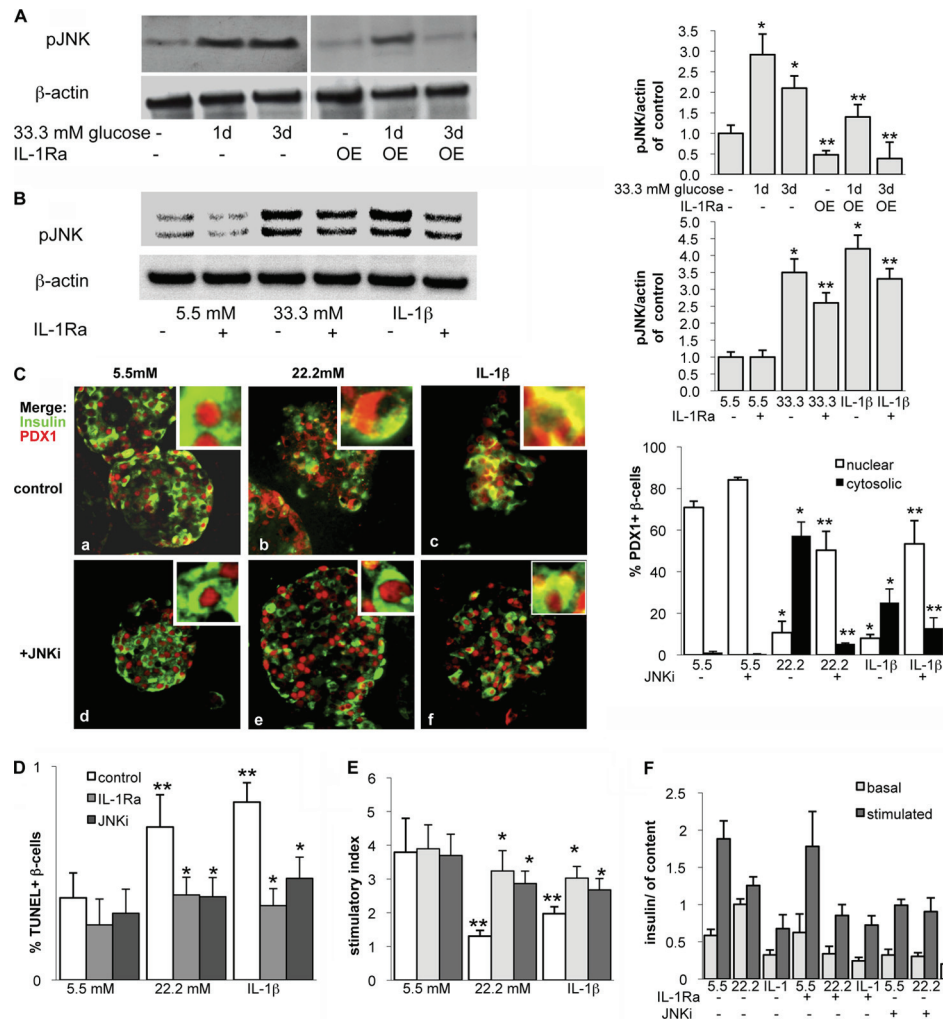 A
pJNK
β-actin
33.3 mM glucose - 1d 3d - 1d 3d
IL-1Ra - - - OE OE OE
pJNK/actin
of control
3.5
3.0
2.5
2.0
1.5
1.0
0.5
0.0
* * ** ** **
33.3 mM glucose - 1d 3d - 1d 3d
IL-1Ra - - - OE OE OE
B
pJNK
β-actin
5.5 mM 33.3 mM IL-1β
IL-1Ra - + - + - +
pJNK/actin
of control
5.0
4.5
4.0
3.5
3.0
2.5
2.0
1.5
1.0
0.5
0.0
* ** * **
5.5 5.5 33.3 33.3 IL-1β IL-1β
IL-1Ra - + - + - +
C
5.5mM 22.2mM IL-1β
Merge:
Insulin
PDX1
control
a b c
+JNKi
d e f
% PDX1+ β-cells
80
60
40
20
0
nuclear
cytosolic
* * ** ** * * ** **
5.5 5.5 22.2 22.2 IL-1β IL-1β
JNKi - + - + - +
D
% TUNEL+ β-cells
1
0
control
IL-1Ra
JNKi
** * * ** * *
5.5 mM 22.2 mM IL-1β
E
stimulatory index
6
5
4
3
2
1
0
** * * ** * *
5.5 mM 22.2 mM IL-1β
F
insulin/ of content
2.5
2
1.5
1
0.5
0
basal
stimulated
5.5 22.2 IL-1 5.5 22.2 IL-1 5.5 22.2
IL-1Ra - - - + + + - -
JNKi - - - - - - + +